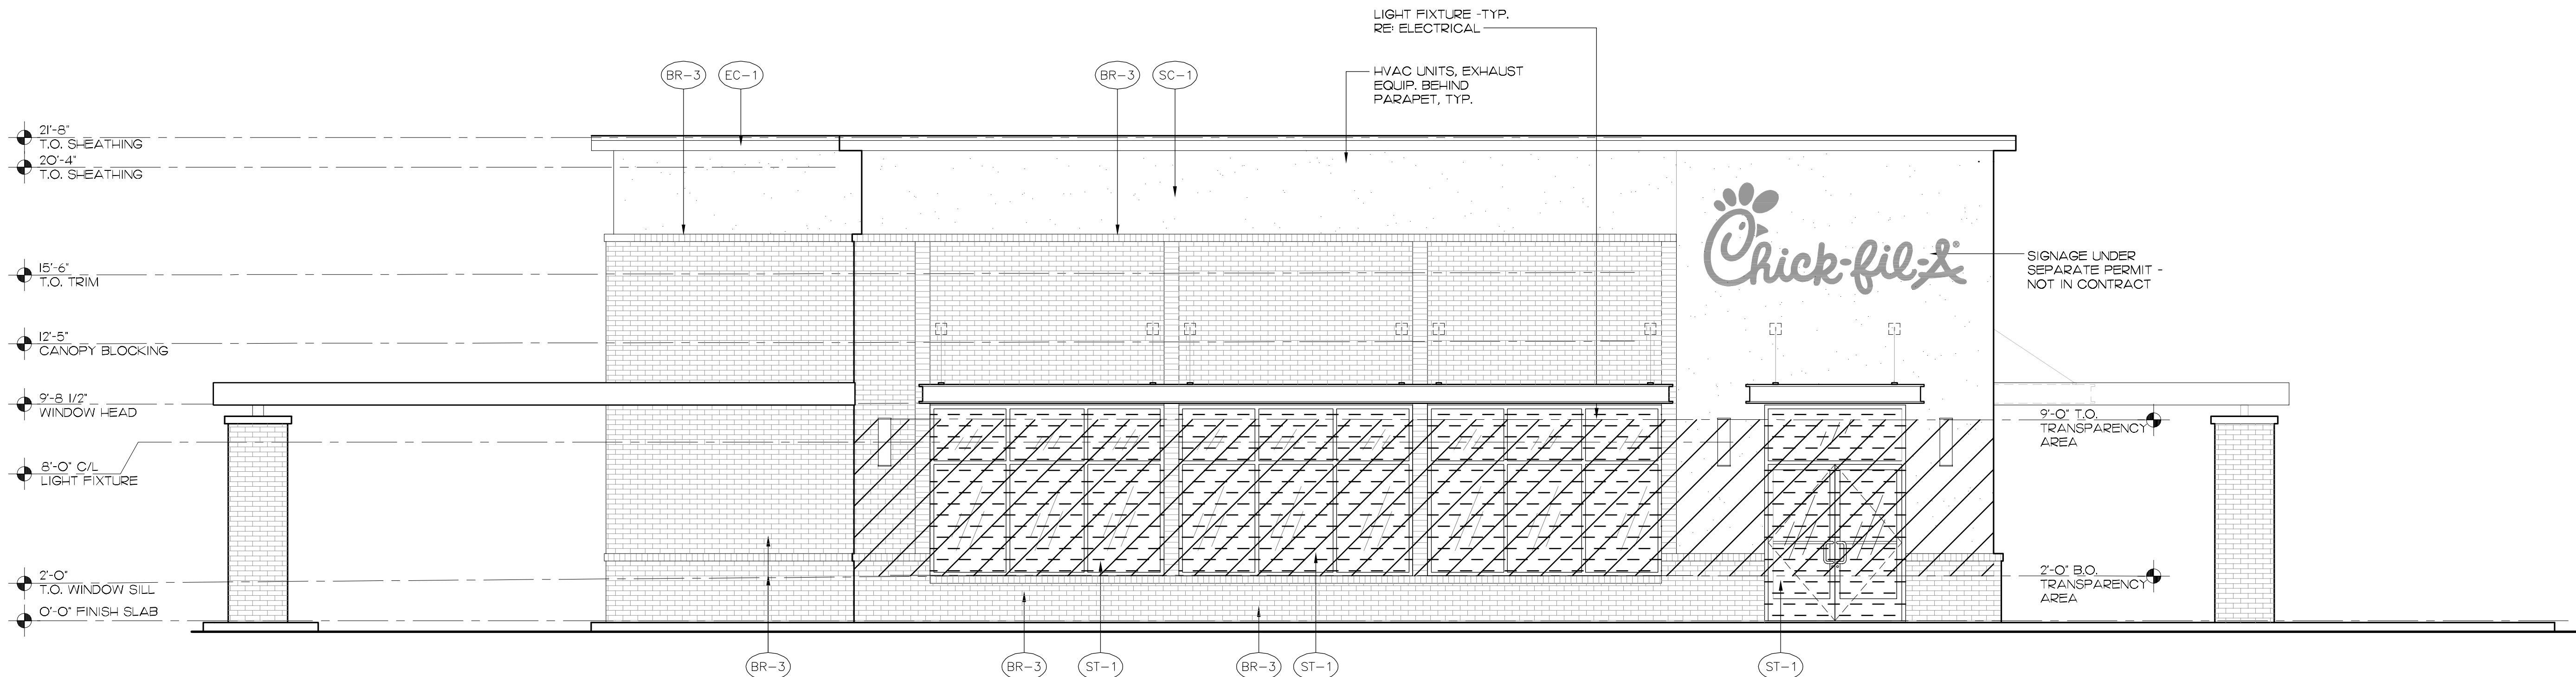 LIGHT FIXTURE -TYP.
RE: ELECTRICAL
BR-3
EC-1
BR-3
SC-1
HVAC UNITS, EXHAUST
EQUIP. BEHIND
PARAPET, TYP.
21'-8"
T.O. SHEATHING
20'-4"
T.O. SHEATHING
Chick-fil-A®
SIGNAGE UNDER
SEPARATE PERMIT -
NOT IN CONTRACT
15'-6"
T.O. TRIM
12'-5"
CANOPY BLOCKING
9'-8 1/2"
WINDOW HEAD
9'-0" T.O.
TRANSPARENCY
AREA
8'-0" C/L
LIGHT FIXTURE
2'-0"
T.O. WINDOW SILL
2'-0" B.O.
TRANSPARENCY
AREA
0'-0" FINISH SLAB
BR-3
BR-3
ST-1
BR-3
ST-1
ST-1